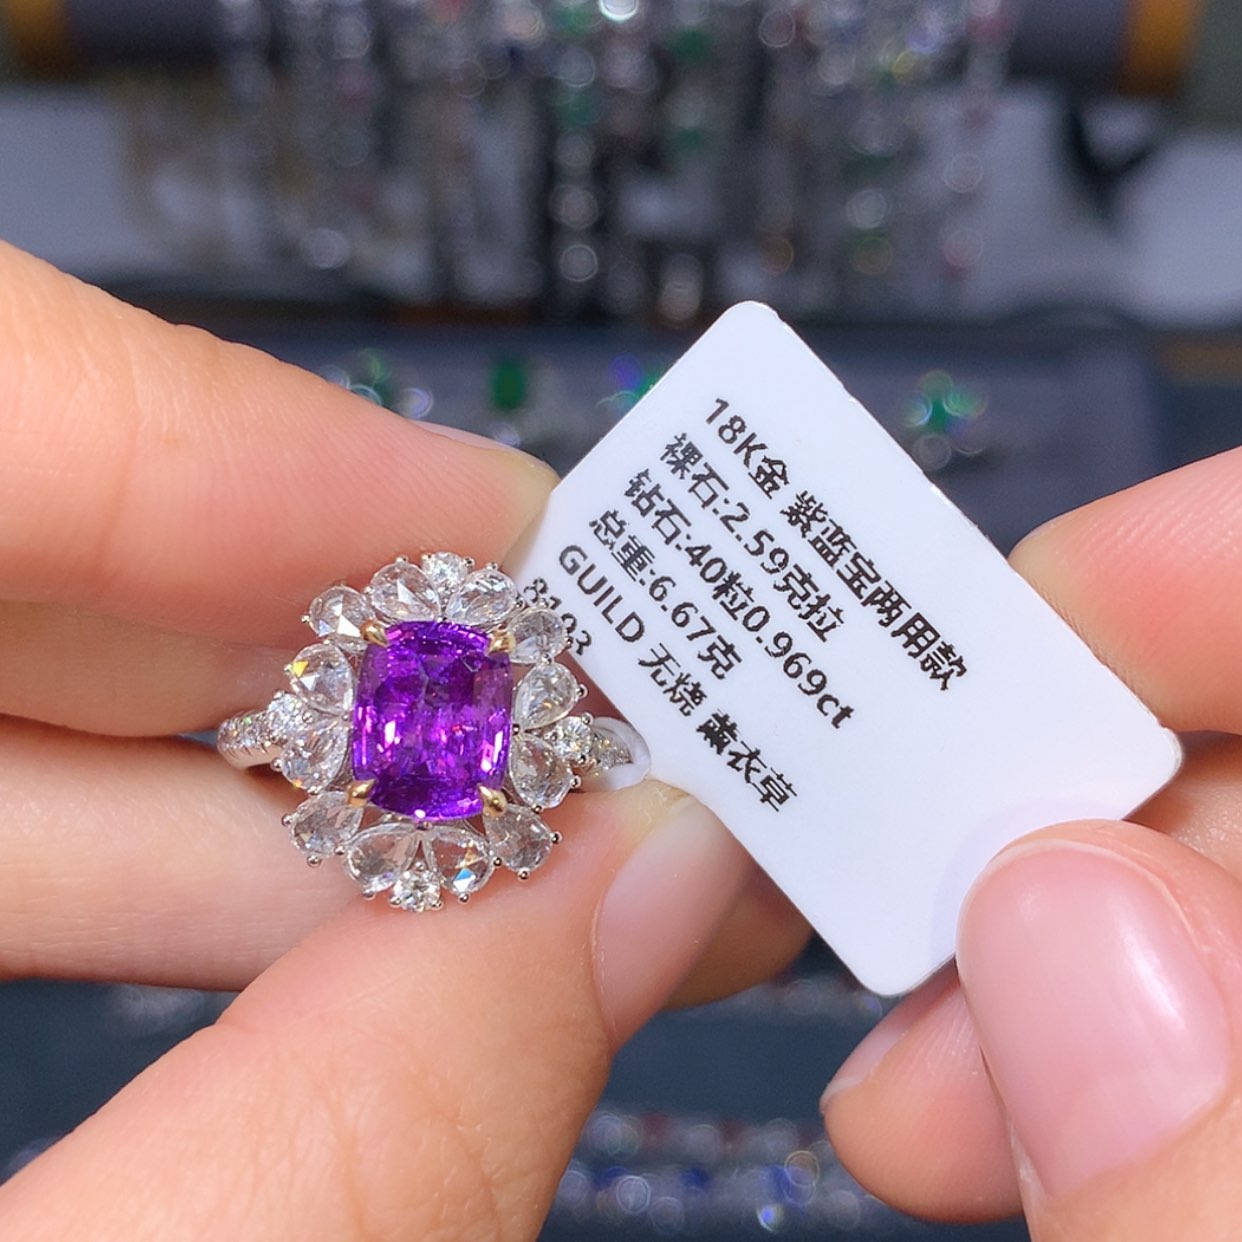 18K金 紫蓝宝两用款
裸石:2.59克拉
钻石:40粒0.969ct
总重:6.67克
GUILD 无烧 薰衣草
8193